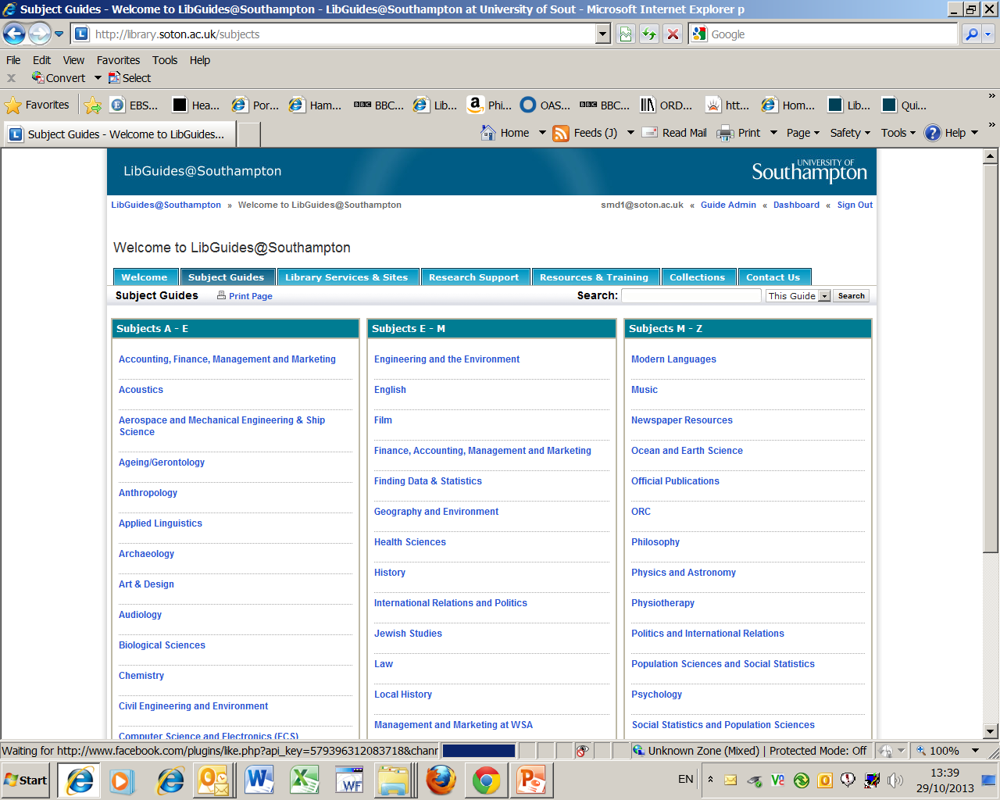 Subject Guides - Welcome to LibGuides@Southampton - LibGuides@Southampton at University of Sout - Microsoft Internet Explorer p
http://library.soton.ac.uk/subjects
Google
File Edit View Favorites Tools Help
x Convert Select
Favorites EBS... Hea... Por... Ham... BBC BBC... Lib... Phi... OAS... BBC BBC... ORD... htt... Hom... Lib... Qui... »
Subject Guides - Welcome to LibGuides... Home Feeds (J) Read Mail Print Page Safety Tools Help »
LibGuides@Southampton
UNIVERSITY OF
Southampton
LibGuides@Southampton » Welcome to LibGuides@Southampton
smd1@soton.ac.uk « Guide Admin « Dashboard « Sign Out
Welcome to LibGuides@Southampton
Welcome Subject Guides Library Services & Sites Research Support Resources & Training Collections Contact Us
Subject Guides Print Page Search: This Guide Search
Subjects A - E
Accounting, Finance, Management and Marketing
Acoustics
Aerospace and Mechanical Engineering & Ship
Science
Ageing/Gerontology
Anthropology
Applied Linguistics
Archaeology
Art & Design
Audiology
Biological Sciences
Chemistry
Civil Engineering and Environment
Computer Science and Electronics (ECS)
Subjects E - M
Engineering and the Environment
English
Film
Finance, Accounting, Management and Marketing
Finding Data & Statistics
Geography and Environment
Health Sciences
History
International Relations and Politics
Jewish Studies
Law
Local History
Management and Marketing at WSA
Subjects M - Z
Modern Languages
Music
Newspaper Resources
Ocean and Earth Science
Official Publications
ORC
Philosophy
Physics and Astronomy
Physiotherapy
Politics and International Relations
Population Sciences and Social Statistics
Psychology
Social Statistics and Population Sciences
Waiting for http://www.facebook.com/plugins/like.php?api_key=579396312083718&chanr
Unknown Zone (Mixed) | Protected Mode: Off
100%
Start
EN
13:39
29/10/2013